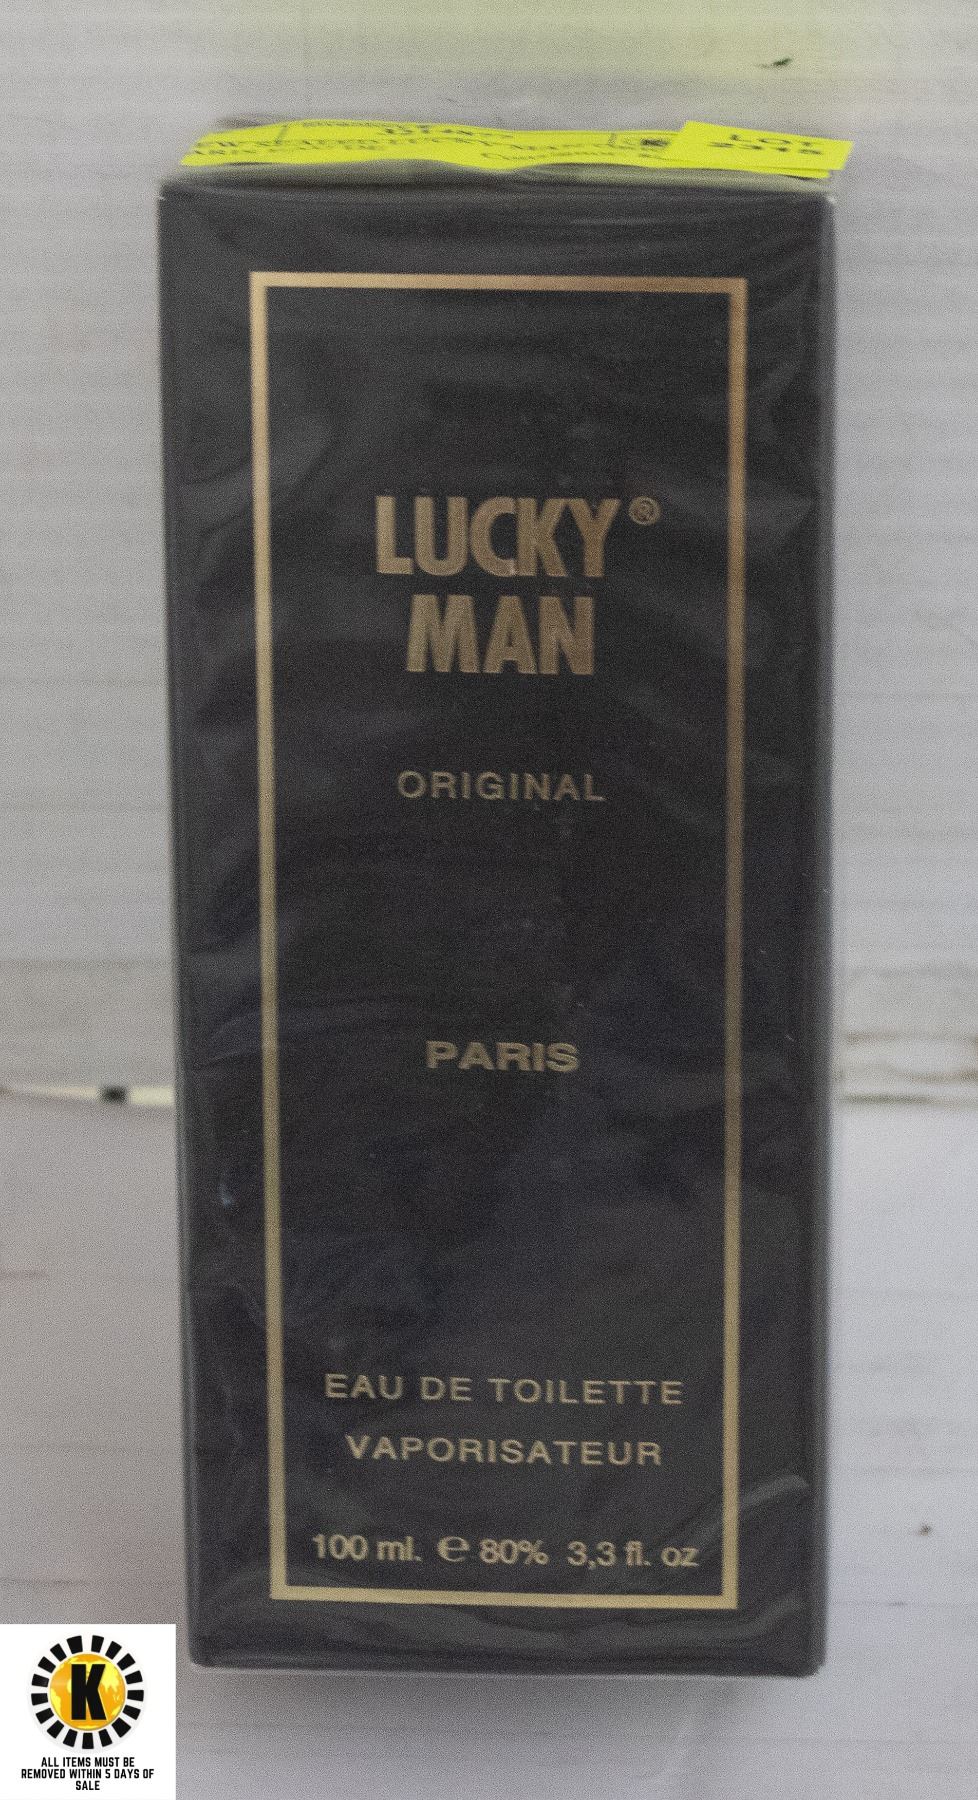 LOT
LUCKY®
MAN
ORIGINAL
PARIS
EAU DE TOILETTE
VAPORISATEUR
100 ml. ℮ 80% 3,3 fl. oz
K
ALL ITEMS MUST BE
REMOVED WITHIN 5 DAYS OF
SALE